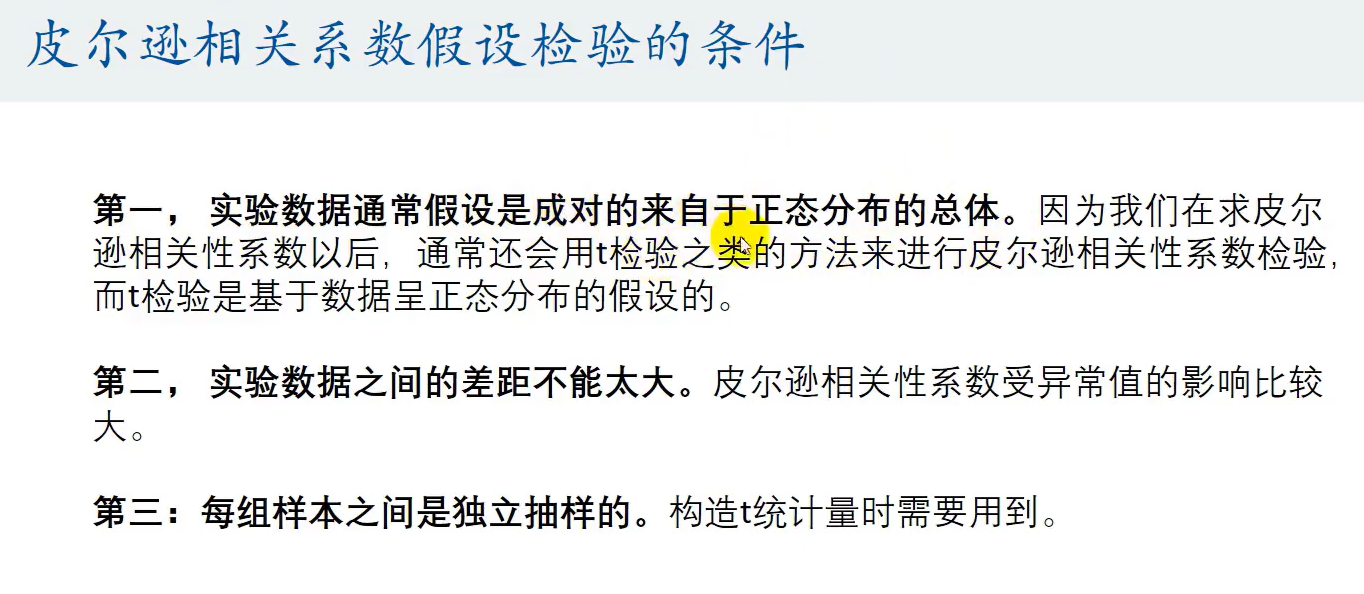 皮尔逊相关系数假设检验的条件
第一， 实验数据通常假设是成对的来自于正态分布的总体。因为我们在求皮尔
逊相关性系数以后，通常还会用t检验之类的方法来进行皮尔逊相关性系数检验，
而t检验是基于数据呈正态分布的假设的。
第二， 实验数据之间的差距不能太大。皮尔逊相关性系数受异常值的影响比较
大。
第三：每组样本之间是独立抽样的。构造t统计量时需要用到。